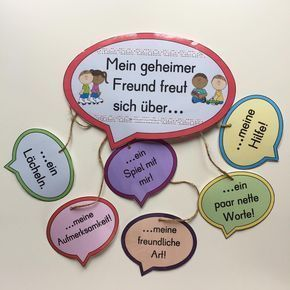 Mein geheimer
Freund freut
sich über...
...ein
Lächeln.
...ein
Spiel mit
mir!
...meine
Hilfe!
...meine
Aufmerksamkeit!
...meine
freundliche
Art!
...ein
paar nette
Worte!